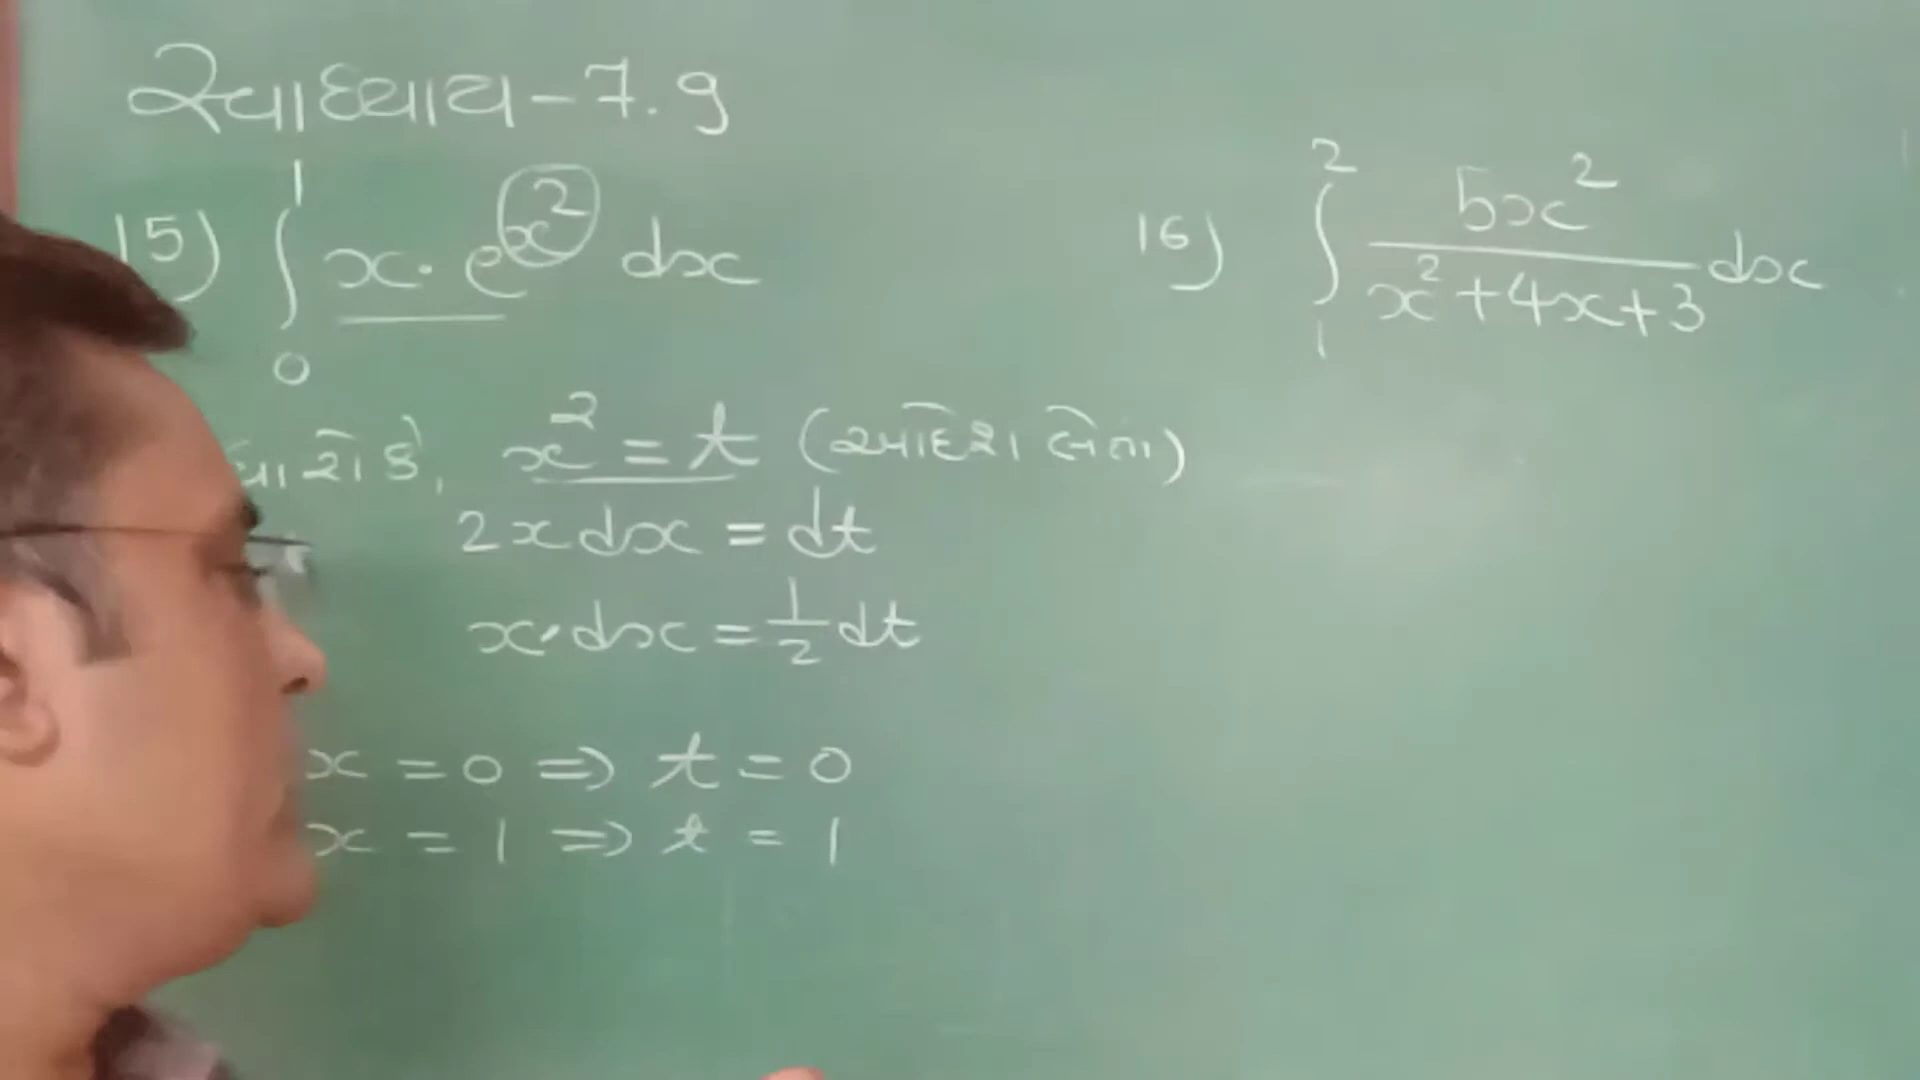 સ્વાધ્યાય - 7.9
15) ∫₀¹ x · e^(x²) dx
ધારો કે, x² = t (આદેશ લેતા)
2x dx = dt
x · dx = 1/2 dt
x = 0 ⇒ t = 0
x = 1 ⇒ t = 1
16) ∫₁² 5x² / (x² + 4x + 3) dx